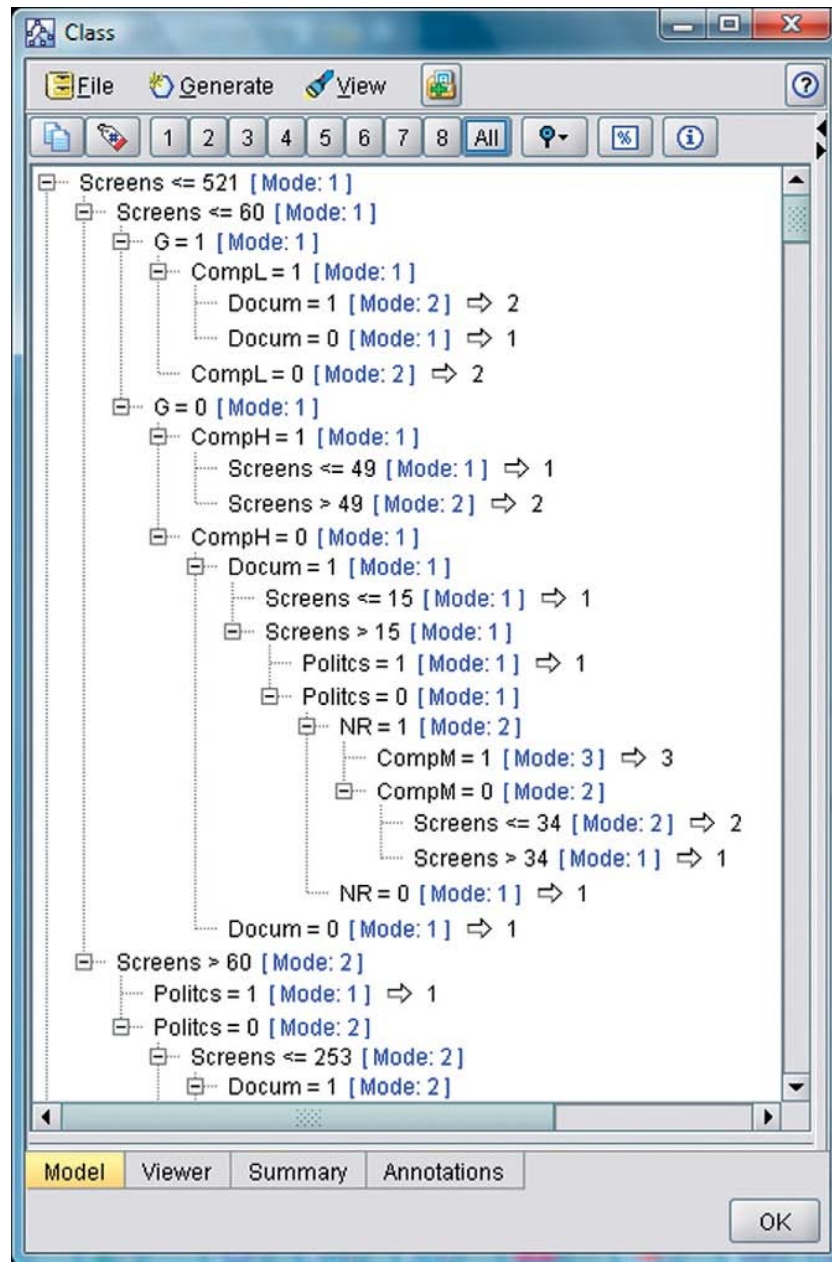 Class
File Generate View
1 2 3 4 5 6 7 8 All %
Screens <= 521 [Mode: 1]
Screens <= 60 [Mode: 1]
G = 1 [Mode: 1]
CompL = 1 [Mode: 1]
Docum = 1 [Mode: 2] ⇨ 2
Docum = 0 [Mode: 1] ⇨ 1
CompL = 0 [Mode: 2] ⇨ 2
G = 0 [Mode: 1]
CompH = 1 [Mode: 1]
Screens <= 49 [Mode: 1] ⇨ 1
Screens > 49 [Mode: 2] ⇨ 2
CompH = 0 [Mode: 1]
Docum = 1 [Mode: 1]
Screens <= 15 [Mode: 1] ⇨ 1
Screens > 15 [Mode: 1]
Politcs = 1 [Mode: 1] ⇨ 1
Politcs = 0 [Mode: 1]
NR = 1 [Mode: 2]
CompM = 1 [Mode: 3] ⇨ 3
CompM = 0 [Mode: 2]
Screens <= 34 [Mode: 2] ⇨ 2
Screens > 34 [Mode: 1] ⇨ 1
NR = 0 [Mode: 1] ⇨ 1
Docum = 0 [Mode: 1] ⇨ 1
Screens > 60 [Mode: 2]
Politcs = 1 [Mode: 1] ⇨ 1
Politcs = 0 [Mode: 2]
Screens <= 253 [Mode: 2]
Docum = 1 [Mode: 2]
Model Viewer Summary Annotations
OK